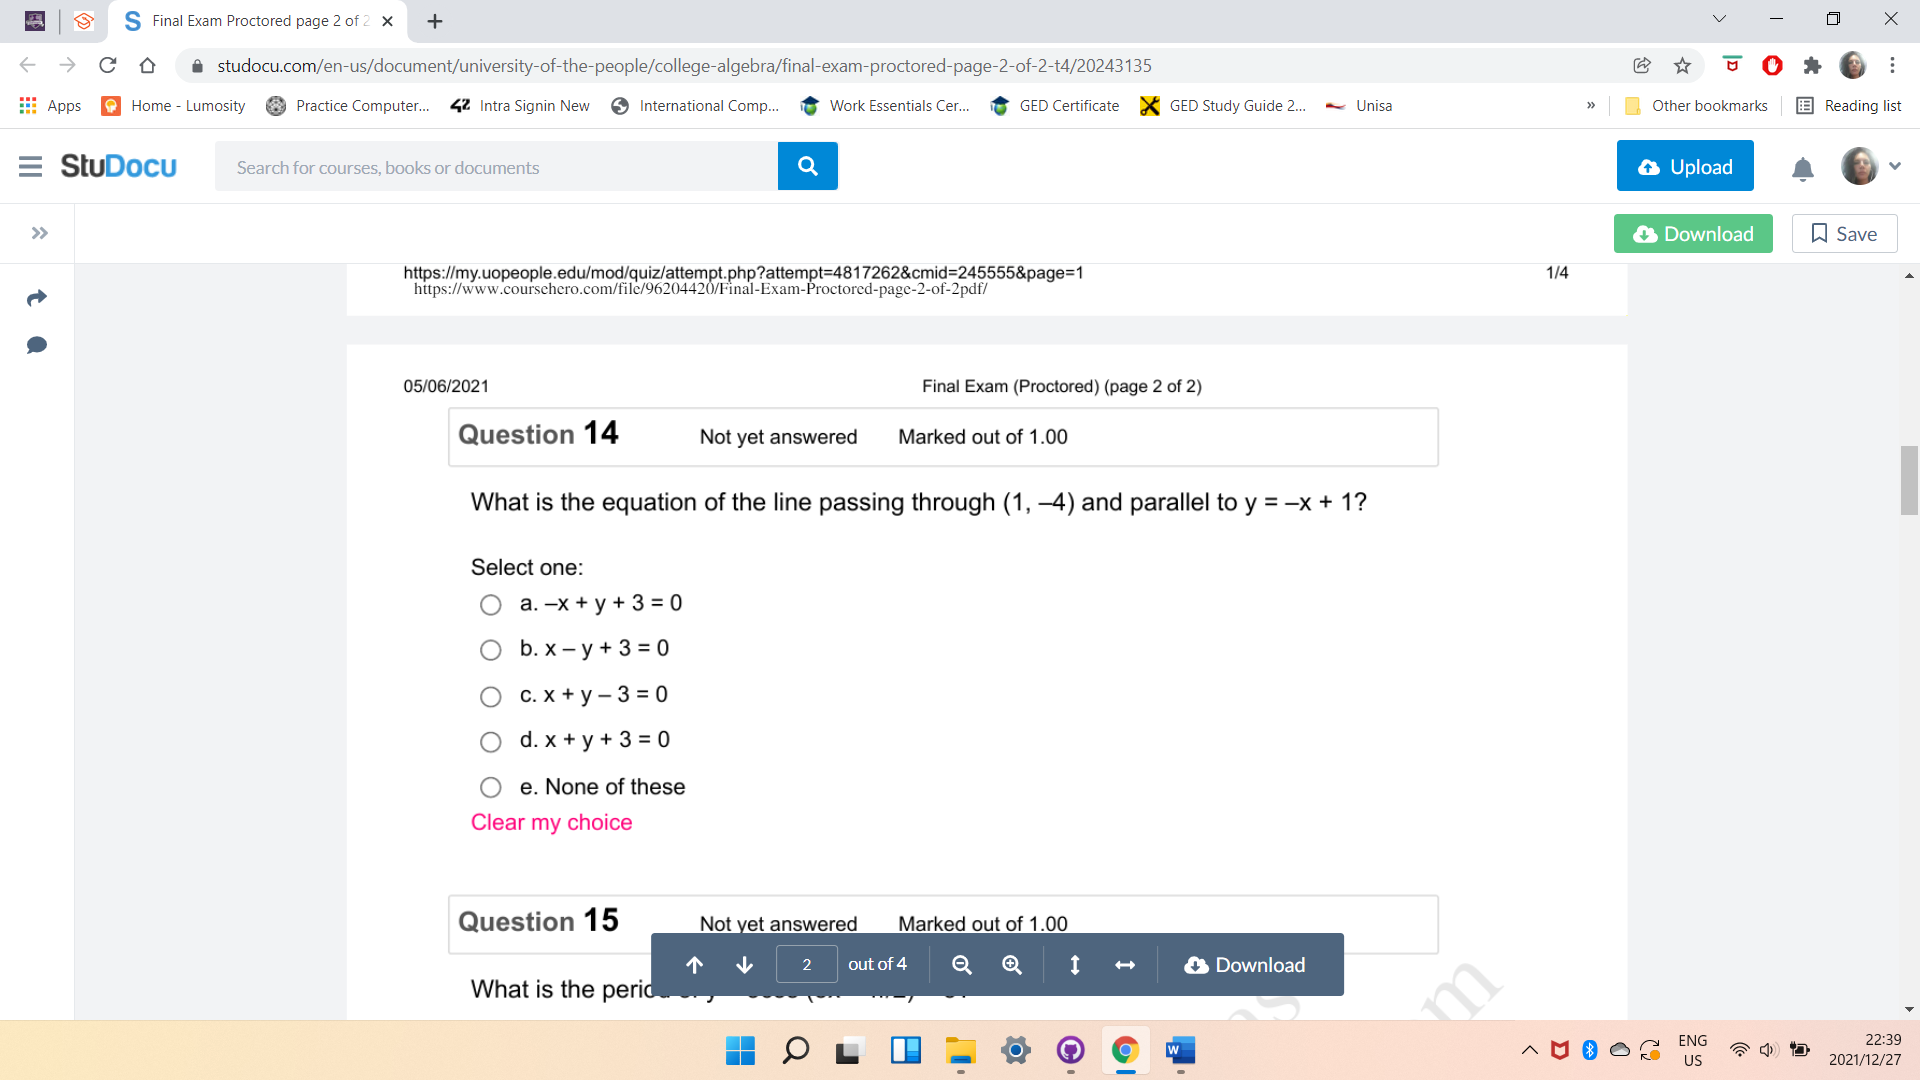 Final Exam Proctored page 2 of 2
studocu.com/en-us/document/university-of-the-people/college-algebra/final-exam-proctored-page-2-of-2-t4/20243135
Apps Home - Lumosity Practice Computer... Intra Signin New International Comp... Work Essentials Cer... GED Certificate GED Study Guide 2... Unisa » Other bookmarks Reading list
StuDocu Search for courses, books or documents Upload
Download Save
https://my.uopeople.edu/mod/quiz/attempt.php?attempt=4817262&cmid=245555&page=1 1/4
https://www.coursehero.com/file/96204420/Final-Exam-Proctored-page-2-of-2pdf/
05/06/2021 Final Exam (Proctored) (page 2 of 2)
Question 14 Not yet answered Marked out of 1.00
What is the equation of the line passing through (1, –4) and parallel to y = –x + 1?
Select one:
a. –x + y + 3 = 0
b. x – y + 3 = 0
c. x + y – 3 = 0
d. x + y + 3 = 0
e. None of these
Clear my choice
Question 15 Not yet answered Marked out of 1.00
2 out of 4 Download
What is the
ENG 22:39
US 2021/12/27